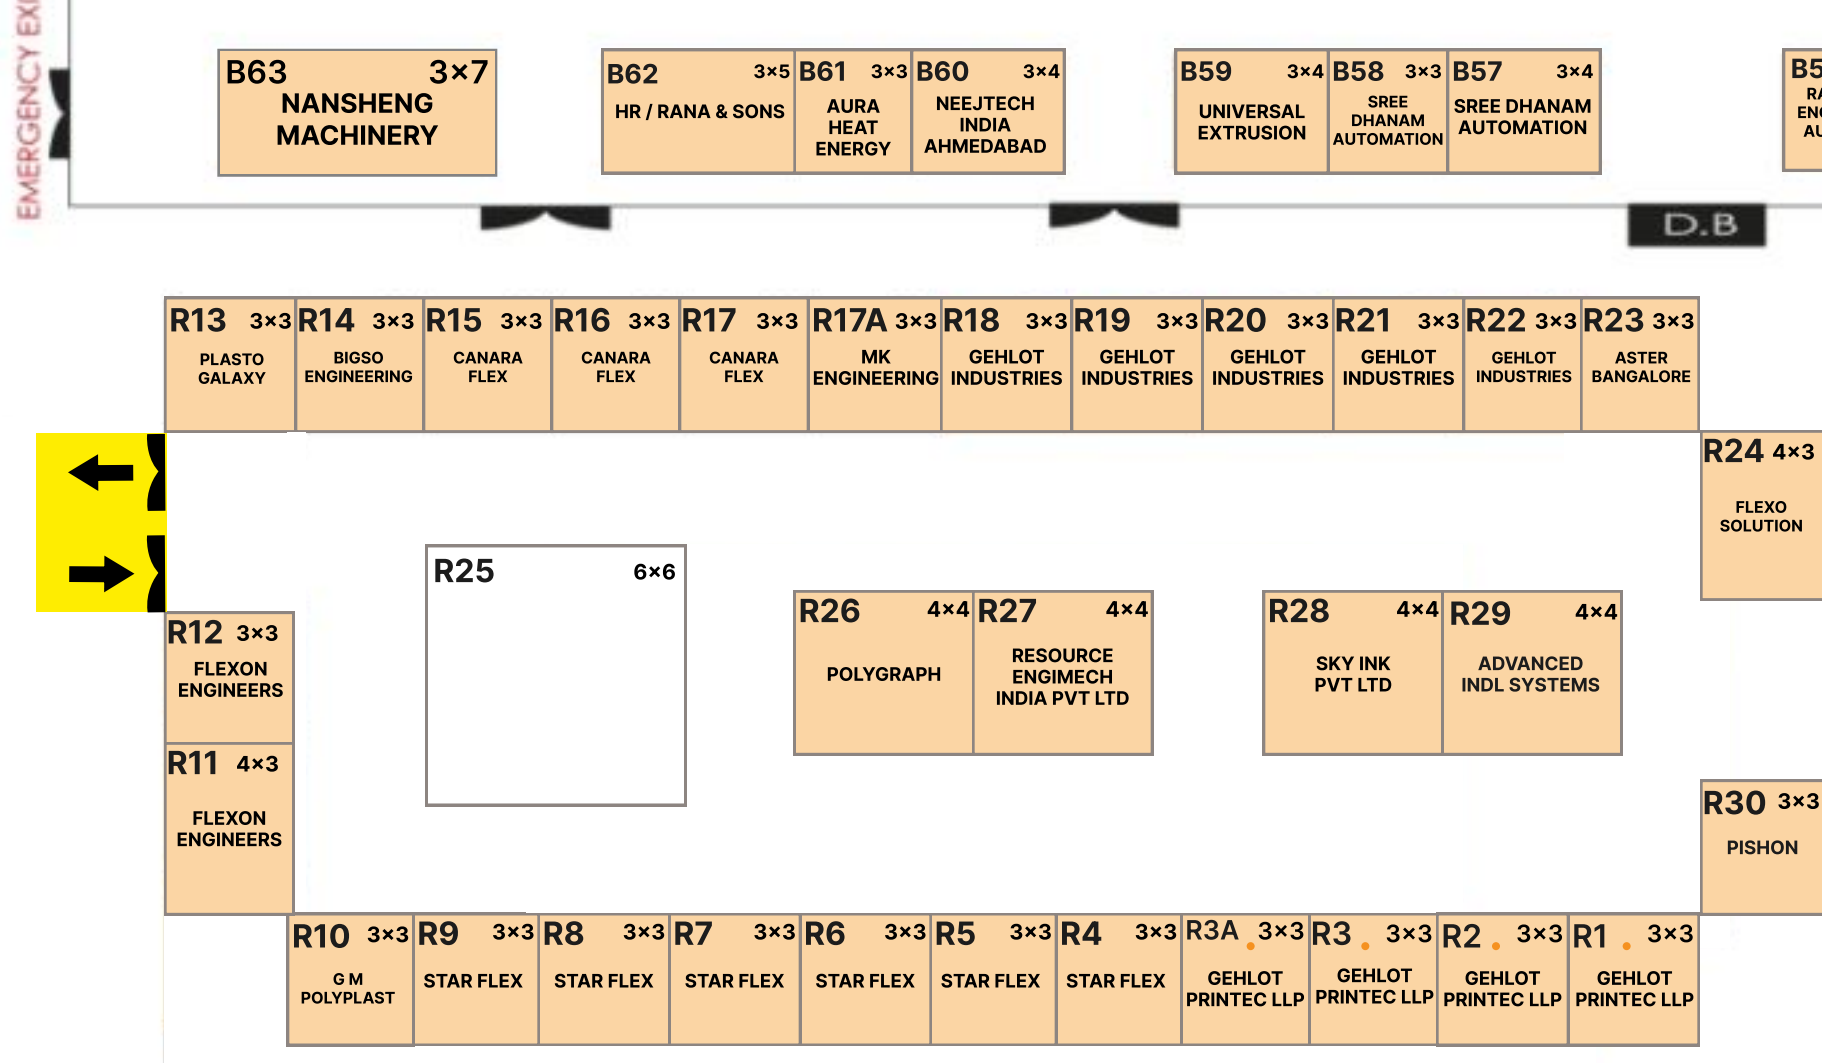 EMERGENCY EXI
B63 3×7
NANSHENG
MACHINERY
B62 3×5
HR / RANA & SONS
B61 3×3
AURA
HEAT
ENERGY
B60 3×4
NEEJTECH
INDIA
AHMEDABAD
B59 3×4
UNIVERSAL
EXTRUSION
B58 3×3
SREE
DHANAM
AUTOMATION
B57 3×4
SREE DHANAM
AUTOMATION
B5
RA
ENG
AU
D.B
R13 3×3
PLASTO
GALAXY
R14 3×3
BIGSO
ENGINEERING
R15 3×3
CANARA
FLEX
R16 3×3
CANARA
FLEX
R17 3×3
CANARA
FLEX
R17A 3×3
MK
ENGINEERING
R18 3×3
GEHLOT
INDUSTRIES
R19 3×3
GEHLOT
INDUSTRIES
R20 3×3
GEHLOT
INDUSTRIES
R21 3×3
GEHLOT
INDUSTRIES
R22 3×3
GEHLOT
INDUSTRIES
R23 3×3
ASTER
BANGALORE
R24 4×3
FLEXO
SOLUTION
R25 6×6
R26 4×4
POLYGRAPH
R27 4×4
RESOURCE
ENGIMECH
INDIA PVT LTD
R28 4×4
SKY INK
PVT LTD
R29 4×4
ADVANCED
INDL SYSTEMS
R12 3×3
FLEXON
ENGINEERS
R11 4×3
FLEXON
ENGINEERS
R30 3×3
PISHON
R10 3×3
G M
POLYPLAST
R9 3×3
STAR FLEX
R8 3×3
STAR FLEX
R7 3×3
STAR FLEX
R6 3×3
STAR FLEX
R5 3×3
STAR FLEX
R4 3×3
STAR FLEX
R3A 3×3
GEHLOT
PRINTEC LLP
R3 3×3
GEHLOT
PRINTEC LLP
R2 3×3
GEHLOT
PRINTEC LLP
R1 3×3
GEHLOT
PRINTEC LLP